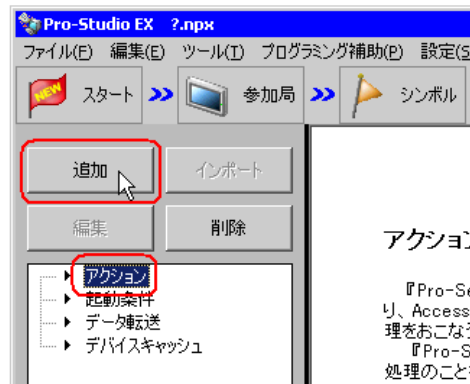 Pro-Studio EX ?.npx
ファイル(F) 編集(E) ツール(T) プログラミング補助(P) 設定(S
NEW スタート 参加局 シンボル
追加 インポート
編集 削除
アクション
起動条件
データ転送
デバイスキャッシュ
アクション
『Pro-Se
り、Access
理をおこな
『Pro-S
処理のこと